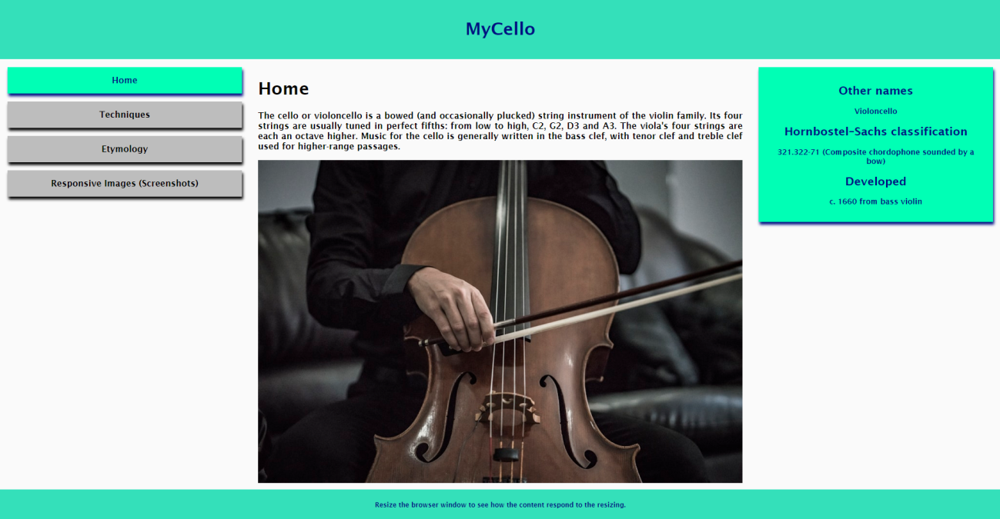 MyCello
Home
Techniques
Etymology
Responsive Images (Screenshots)
Home
The cello or violoncello is a bowed (and occasionally plucked) string instrument of the violin family. Its four
strings are usually tuned in perfect fifths: from low to high, C2, G2, D3 and A3. The viola's four strings are
each an octave higher. Music for the cello is generally written in the bass clef, with tenor clef and treble clef
used for higher-range passages.
Other names
Violoncello
Hornbostel–Sachs classification
321.322-71 (Composite chordophone sounded by a
bow)
Developed
c. 1660 from bass violin
Resize the browser window to see how the content respond to the resizing.